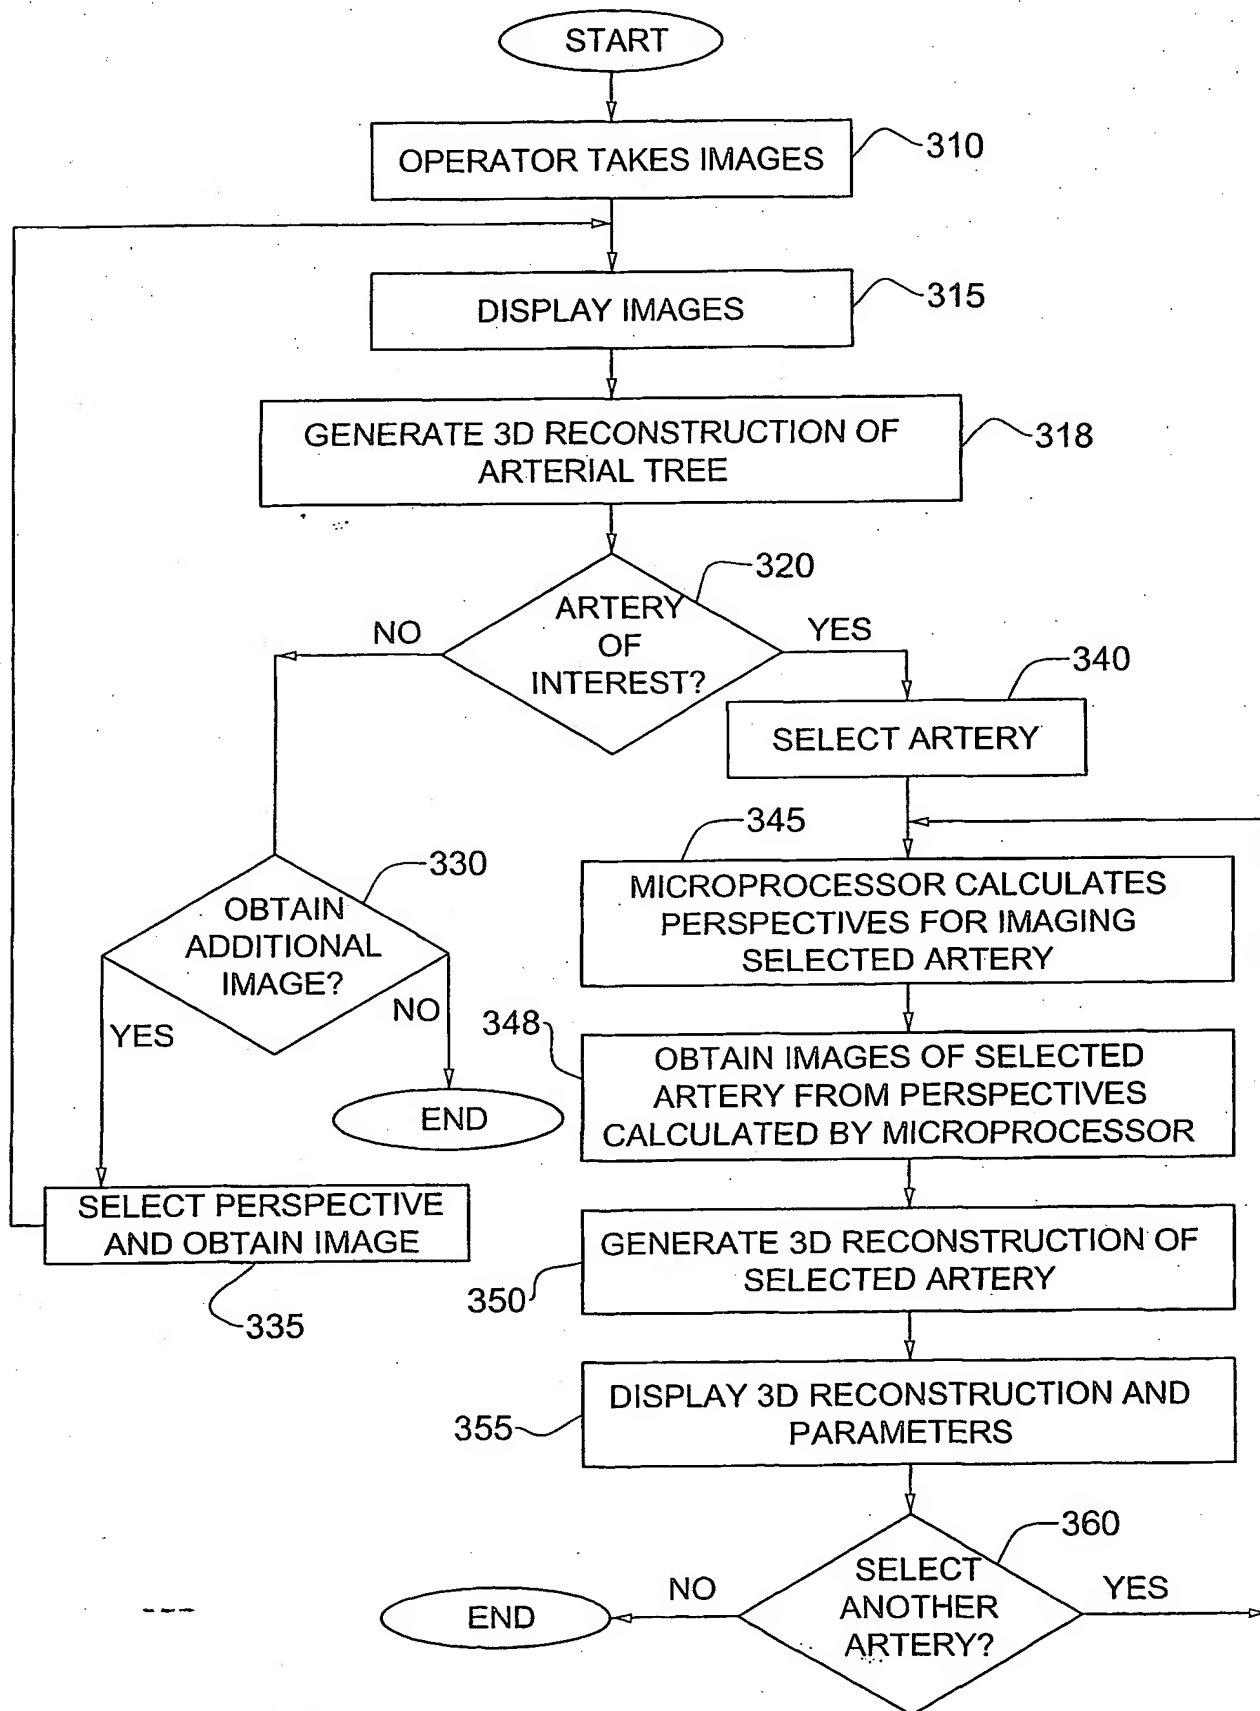 START
OPERATOR TAKES IMAGES
310
DISPLAY IMAGES
315
GENERATE 3D RECONSTRUCTION OF
ARTERIAL TREE
318
320
ARTERY
OF
INTEREST?
NO
YES
340
SELECT ARTERY
345
MICROPROCESSOR CALCULATES
PERSPECTIVES FOR IMAGING
SELECTED ARTERY
330
OBTAIN
ADDITIONAL
IMAGE?
YES
NO
348
OBTAIN IMAGES OF SELECTED
ARTERY FROM PERSPECTIVES
CALCULATED BY MICROPROCESSOR
END
SELECT PERSPECTIVE
AND OBTAIN IMAGE
335
GENERATE 3D RECONSTRUCTION OF
SELECTED ARTERY
350
DISPLAY 3D RECONSTRUCTION AND
PARAMETERS
355
360
SELECT
ANOTHER
ARTERY?
NO
YES
END